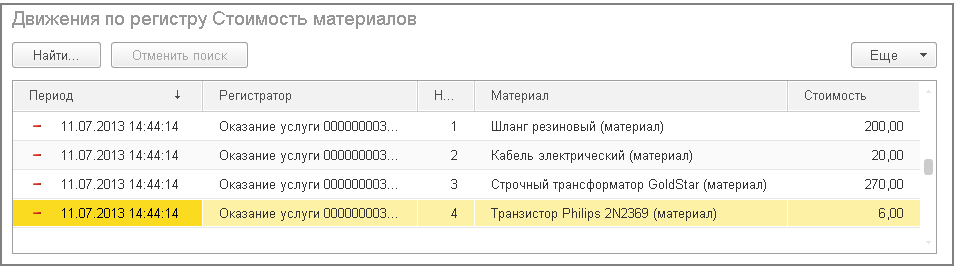 Движения по регистру Стоимость материалов
Найти... Отменить поиск Еще
Период Регистратор Н... Материал Стоимость
11.07.2013 14:44:14 Оказание услуги 000000003... 1 Шланг резиновый (материал) 200,00
11.07.2013 14:44:14 Оказание услуги 000000003... 2 Кабель электрический (материал) 20,00
11.07.2013 14:44:14 Оказание услуги 000000003... 3 Строчный трансформатор GoldStar (материал) 270,00
11.07.2013 14:44:14 Оказание услуги 000000003... 4 Транзистор Philips 2N2369 (материал) 6,00